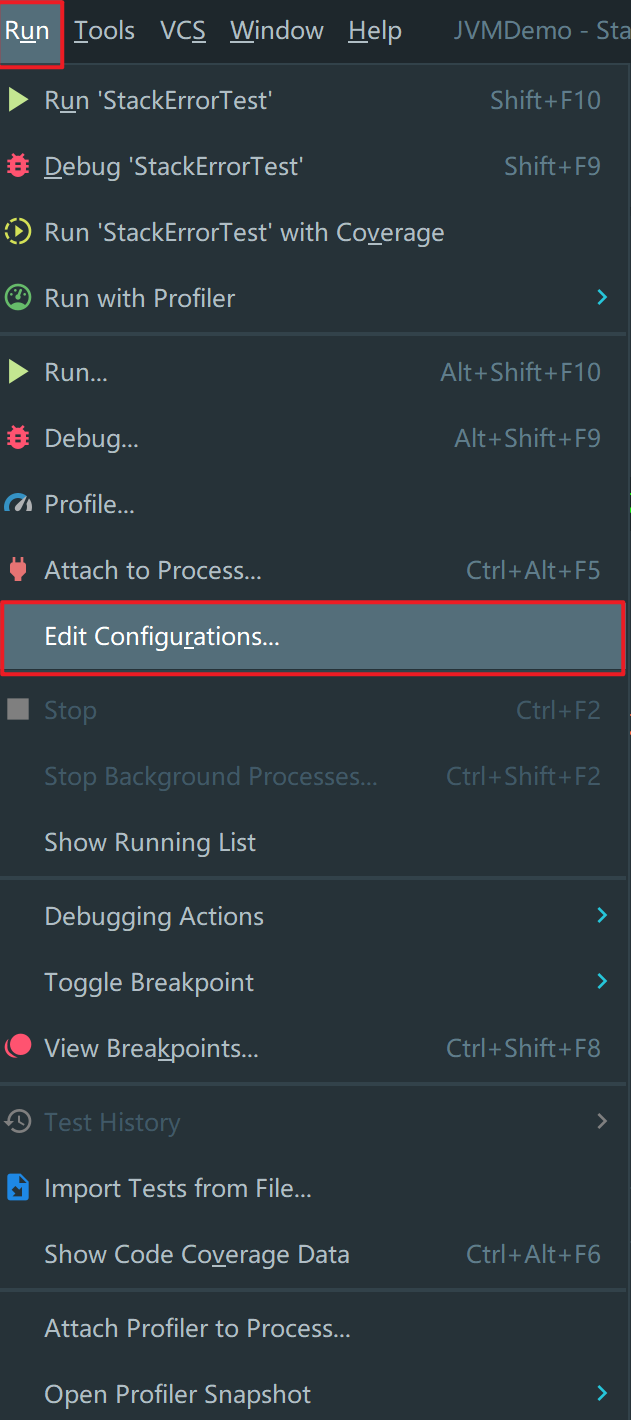 Run Tools VCS Window Help JVMDemo - Sta
Run 'StackErrorTest' Shift+F10
Debug 'StackErrorTest' Shift+F9
Run 'StackErrorTest' with Coverage
Run with Profiler
Run... Alt+Shift+F10
Debug... Alt+Shift+F9
Profile...
Attach to Process... Ctrl+Alt+F5
Edit Configurations...
Stop Ctrl+F2
Stop Background Processes... Ctrl+Shift+F2
Show Running List
Debugging Actions
Toggle Breakpoint
View Breakpoints... Ctrl+Shift+F8
Test History
Import Tests from File...
Show Code Coverage Data Ctrl+Alt+F6
Attach Profiler to Process...
Open Profiler Snapshot